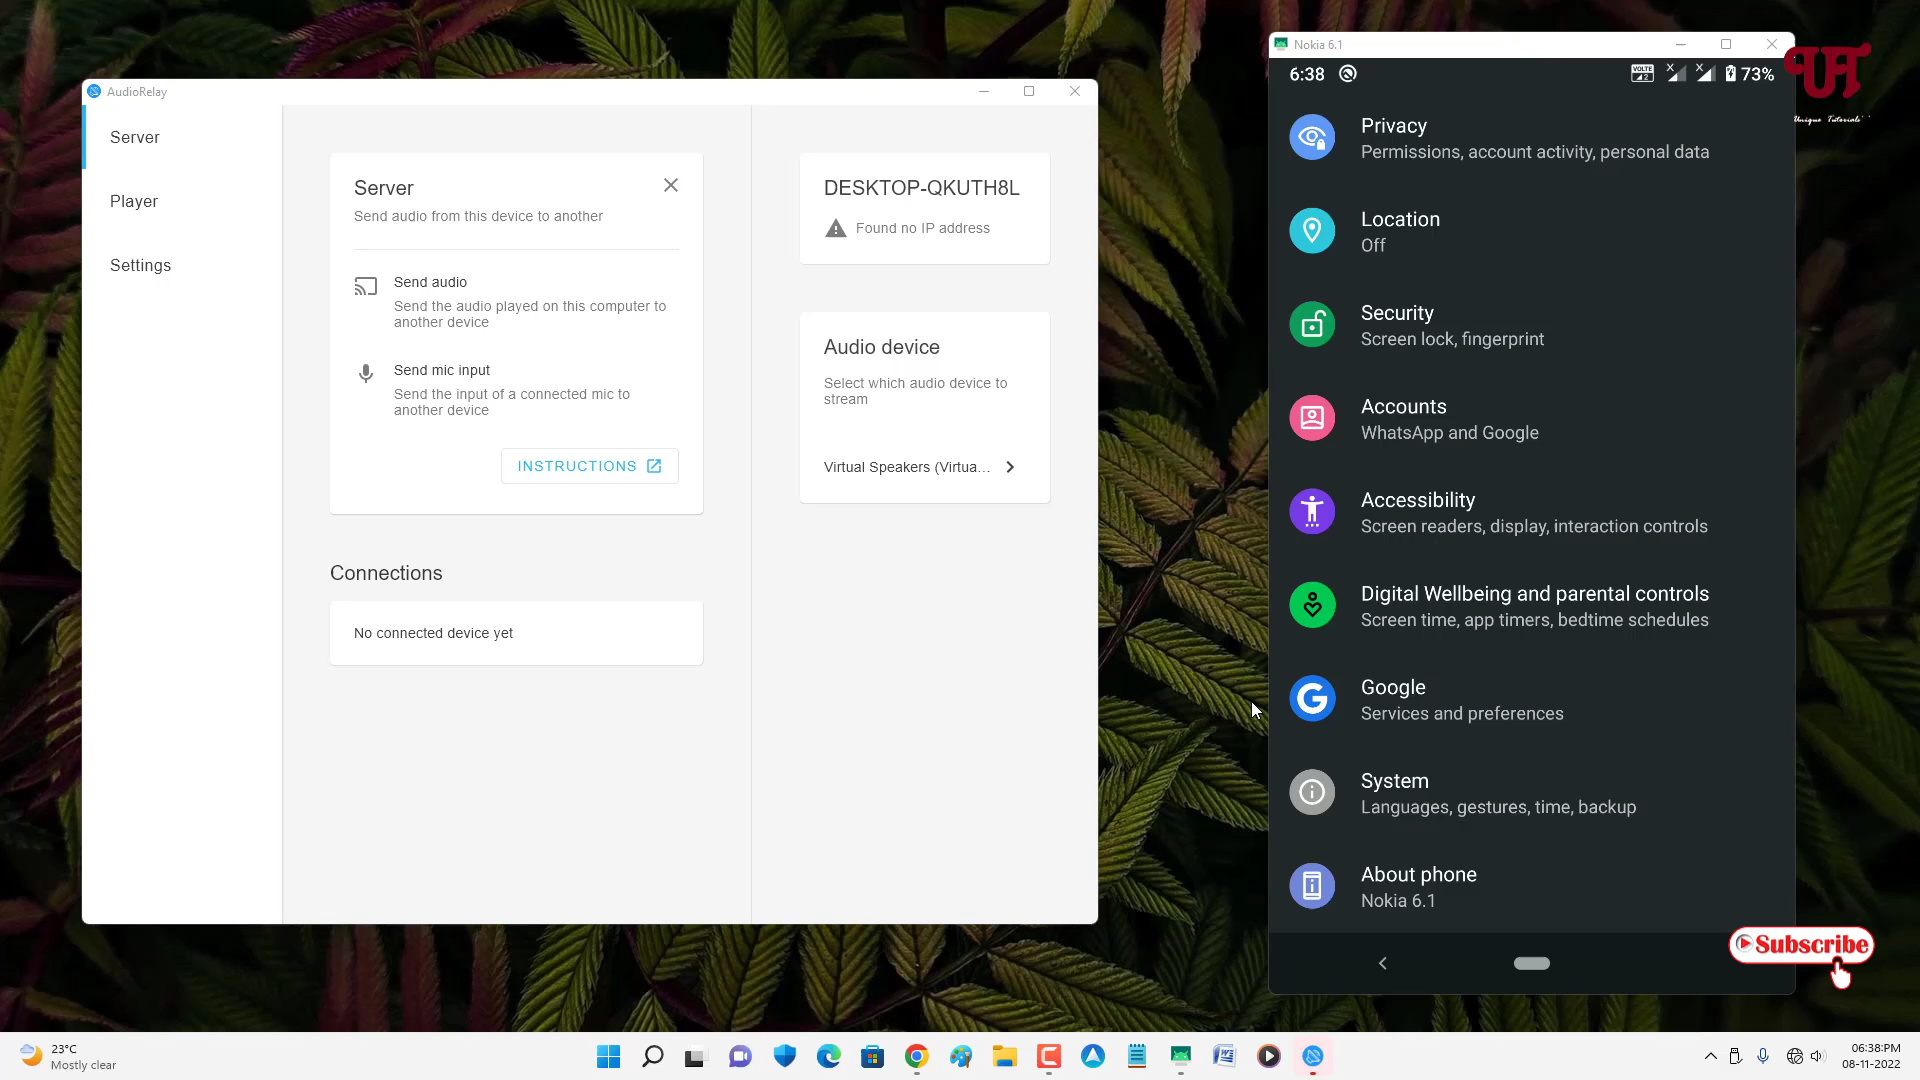 AudioRelay
Server
Player
Settings
Server
Send audio from this device to another
Send audio
Send the audio played on this computer to
another device
Send mic input
Send the input of a connected mic to
another device
INSTRUCTIONS
Connections
No connected device yet
DESKTOP-QKUTH8L
Found no IP address
Audio device
Select which audio device to
stream
Virtual Speakers (Virtua...
Nokia 6.1
6:38
VOLTE
2
73%
UT
Unique Tutorials
Privacy
Permissions, account activity, personal data
Location
Off
Security
Screen lock, fingerprint
Accounts
WhatsApp and Google
Accessibility
Screen readers, display, interaction controls
Digital Wellbeing and parental controls
Screen time, app timers, bedtime schedules
Google
Services and preferences
System
Languages, gestures, time, backup
About phone
Nokia 6.1
Subscribe
23°C
Mostly clear
06:38:PM
08-11-2022